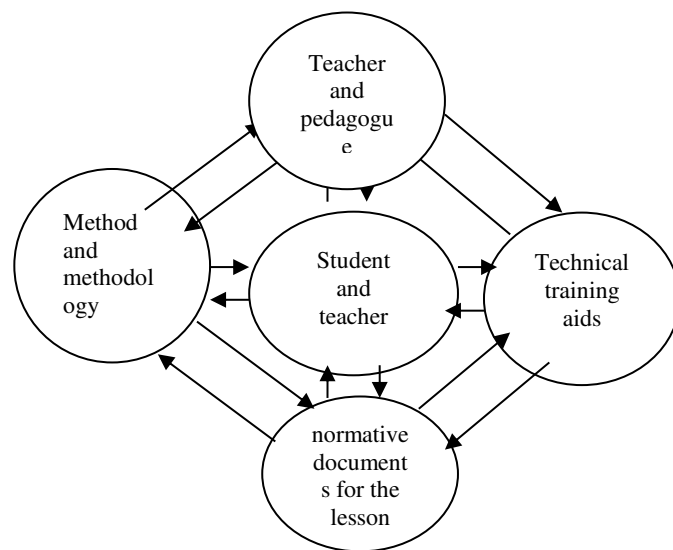 Teacher
and
pedagogu
e
Method
and
methodol
ogy
Student
and
teacher
Technical
training
aids
normative
document
s for the
lesson